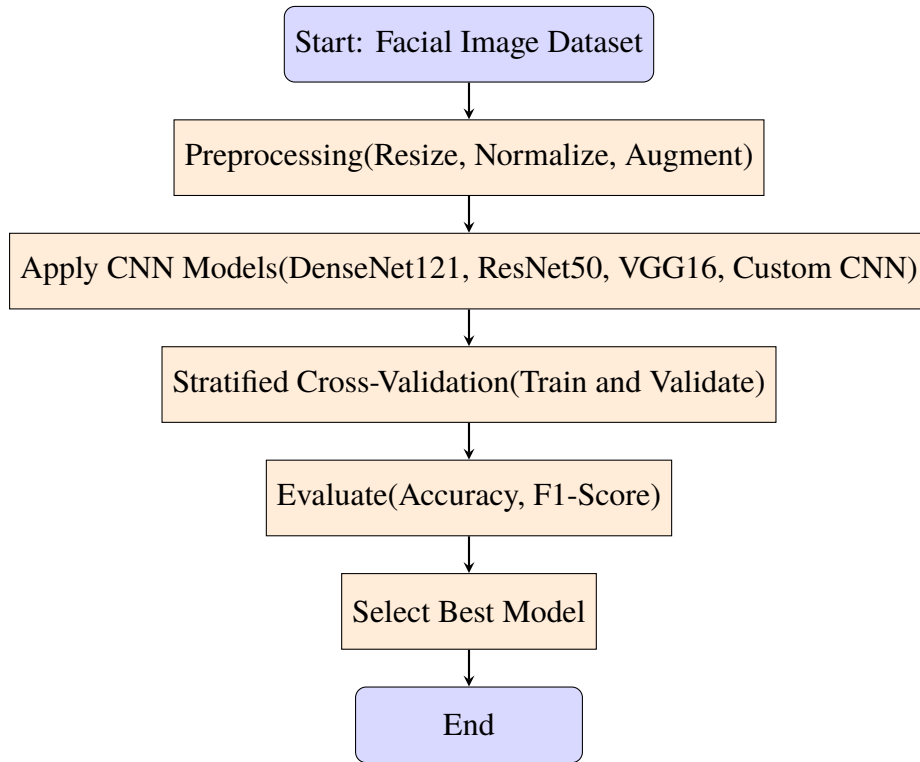 Start: Facial Image Dataset
Preprocessing(Resize, Normalize, Augment)
Apply CNN Models(DenseNet121, ResNet50, VGG16, Custom CNN)
Stratified Cross-Validation(Train and Validate)
Evaluate(Accuracy, F1-Score)
Select Best Model
End